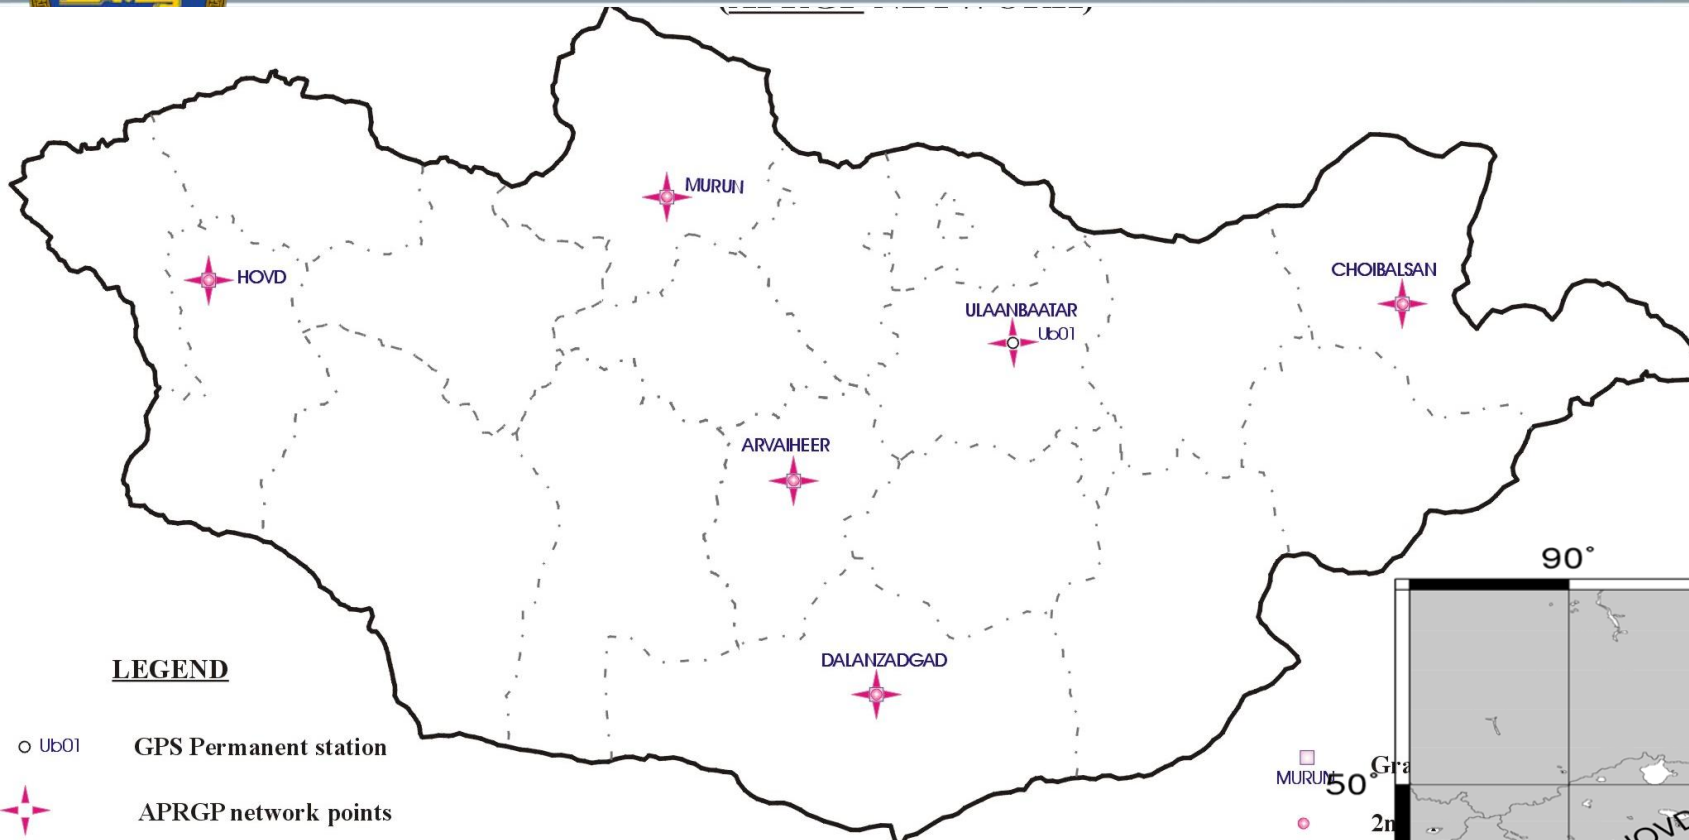 MURUN
HOVD
CHOIBALSAN
ULAANBAATAR
Ub01
ARVAIHEER
90°
DALANZADGAD
LEGEND
Ub01 GPS Permanent station
MURUN
50°
APRGP network points